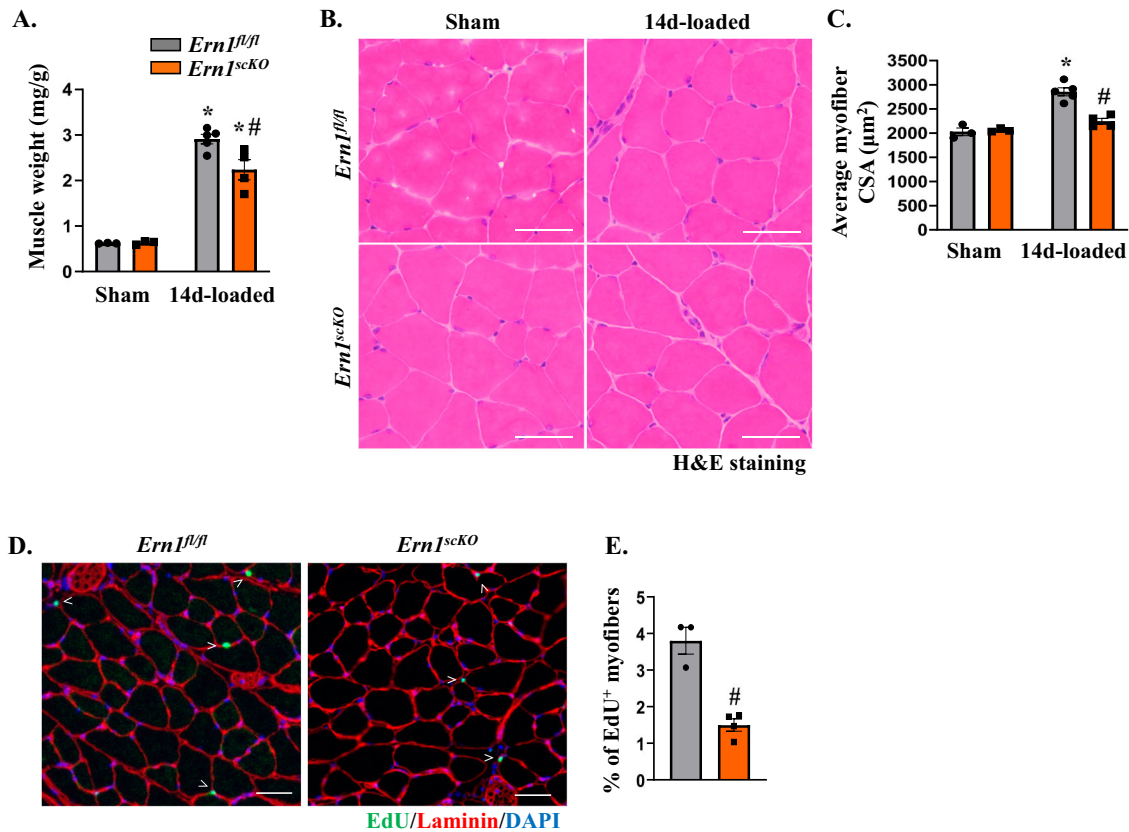 A.
Ern1fl/fl
Ern1scKO
Muscle weight (mg/g)
4
3
2
1
0
*
*#
Sham
14d-loaded
B.
Sham
14d-loaded
Ern1fl/fl
Ern1scKO
H&E staining
C.
Average myofiber
CSA (µm²)
3500
3000
2500
2000
1500
1000
500
0
*
#
Sham
14d-loaded
D.
Ern1fl/fl
Ern1scKO
EdU/Laminin/DAPI
E.
% of EdU⁺ myofibers
5
4
3
2
1
0
#